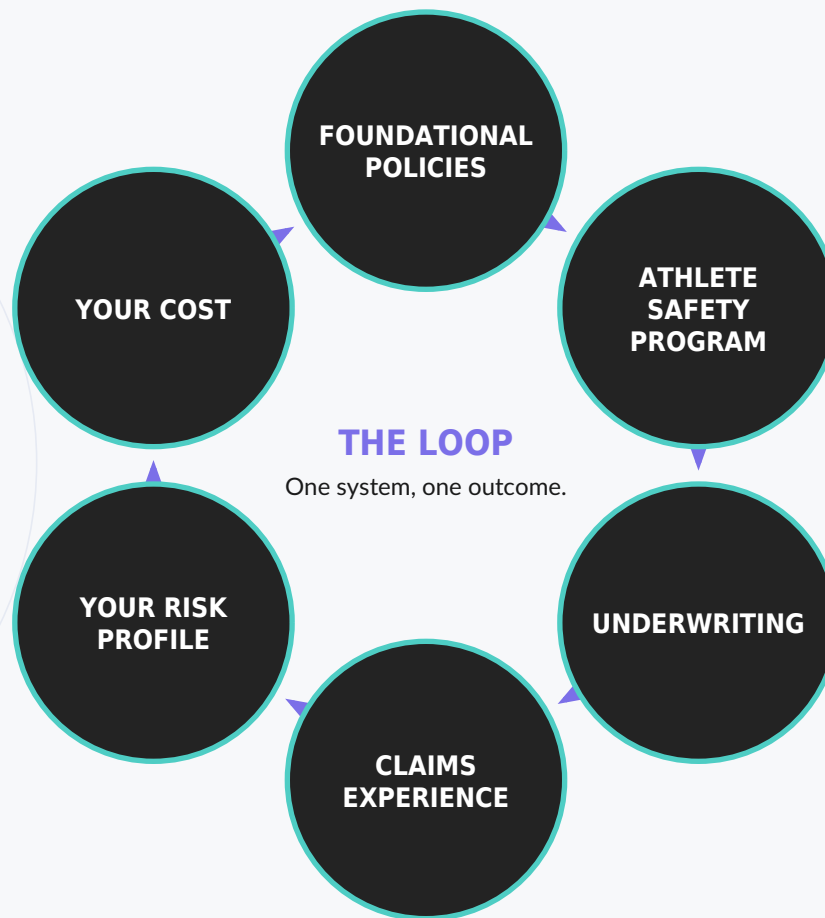 FOUNDATIONAL
POLICIES
ATHLETE
SAFETY
PROGRAM
UNDERWRITING
CLAIMS
EXPERIENCE
YOUR RISK
PROFILE
YOUR COST
THE LOOP
One system, one outcome.